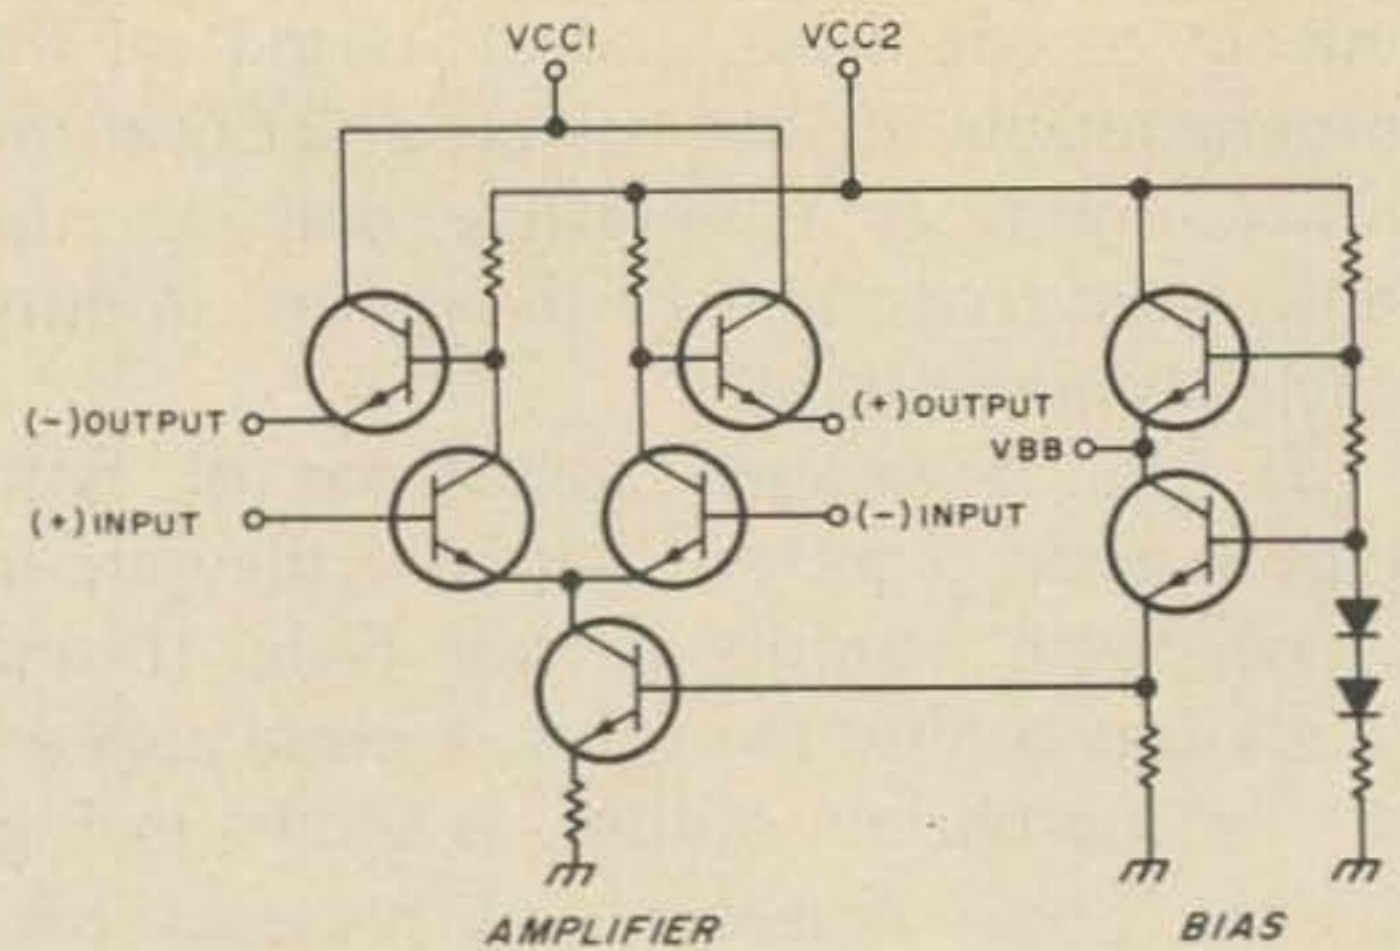 VCC1
VCC2
(-)OUTPUT
(+)OUTPUT
VBB
(+)INPUT
(-)INPUT
AMPLIFIER
BIAS